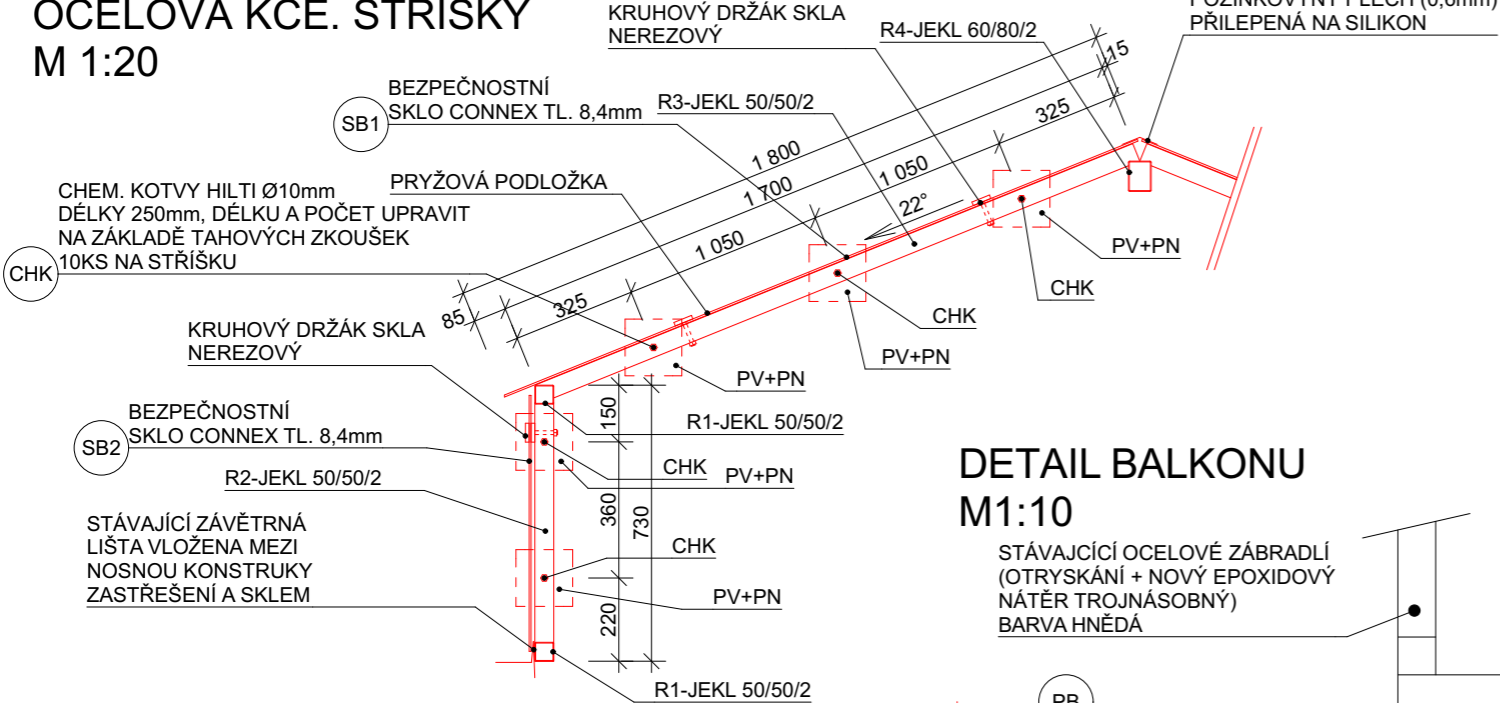 OCELOVÁ KCE. STŘÍŠKY
M 1:20
KRUHOVÝ DRŽÁK SKLA
NEREZOVÝ
R4-JEKL 60/80/2
PŘILEPENÁ NA SILIKON
BEZPEČNOSTNÍ
SKLO CONNEX TL. 8,4mm
SB1
R3-JEKL 50/50/2
15
325
1 800
1 050
1 700
22°
1 050
325
85
PRYŽOVÁ PODLOŽKA
CHEM. KOTVY HILTI Ø10mm
DÉLKY 250mm, DÉLKU A POČET UPRAVIT
NA ZÁKLADĚ TAHOVÝCH ZKOUŠEK
10KS NA STŘÍŠKU
CHK
PV+PN
CHK
CHK
PV+PN
PV+PN
KRUHOVÝ DRŽÁK SKLA
NEREZOVÝ
BEZPEČNOSTNÍ
SKLO CONNEX TL. 8,4mm
SB2
R1-JEKL 50/50/2
150
CHK
PV+PN
R2-JEKL 50/50/2
360
730
STÁVAJÍCÍ ZÁVĚTRNÁ
LIŠTA VLOŽENA MEZI
NOSNOU KONSTRUKY
ZASTŘEŠENÍ A SKLEM
CHK
PV+PN
220
R1-JEKL 50/50/2
DETAIL BALKONU
M1:10
STÁVAJCÍCÍ OCELOVÉ ZÁBRADLÍ
(OTRYSKÁNÍ + NOVÝ EPOXIDOVÝ
NÁTĚR TROJNÁSOBNÝ)
BARVA HNĚDÁ